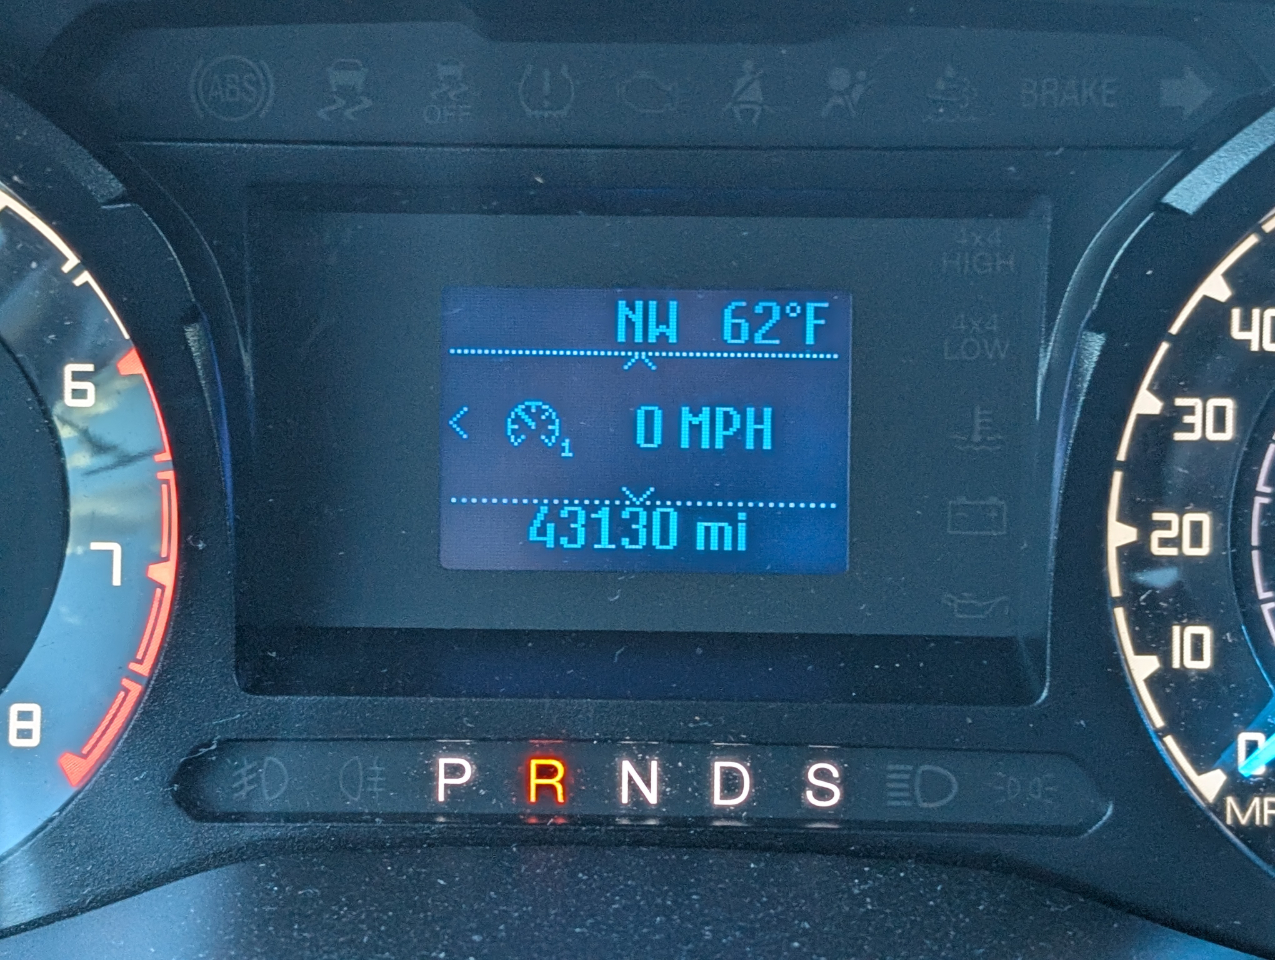 ABS
OFF
BRAKE
4x4
HIGH
NW 62°F
4x4
LOW
0 MPH
1
43130 mi
6
7
8
40
30
20
10
0
P R N D S